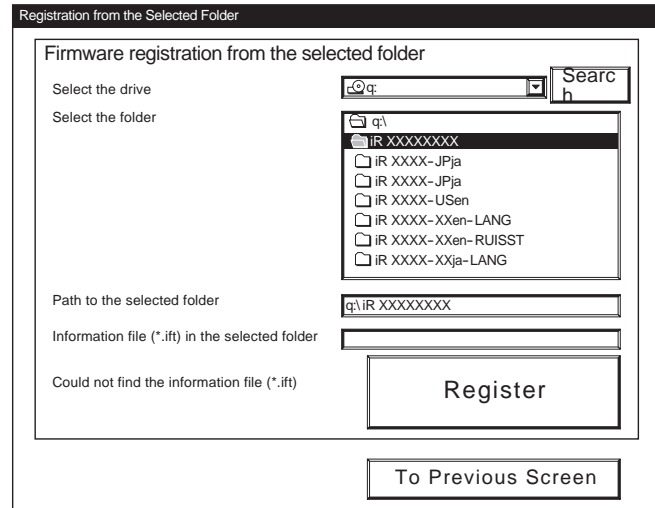 Registration from the Selected Folder
Firmware registration from the selected folder
Select the drive
q:
Searc
h
Select the folder
q:\
iR XXXXXXXX
iR XXXX-JPja
iR XXXX-JPja
iR XXXX-USen
iR XXXX-XXen-LANG
iR XXXX-XXen-RUISST
iR XXXX-XXja-LANG
Path to the selected folder
q:\ iR XXXXXXXX
Information file (*.ift) in the selected folder
Could not find the information file (*.ift)
Register
To Previous Screen